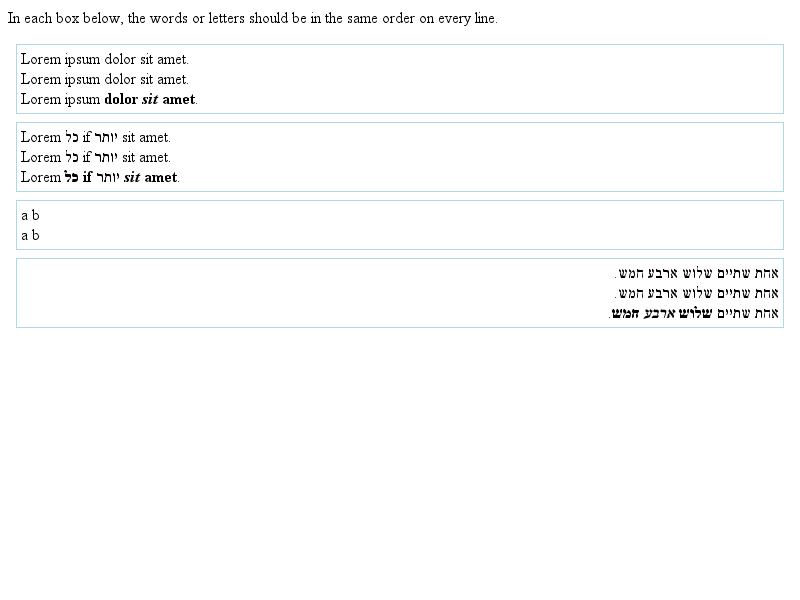 In each box below, the words or letters should be in the same order on every line.
Lorem ipsum dolor sit amet.
Lorem ipsum dolor sit amet.
Lorem ipsum dolor sit amet.
Lorem כל if יותר sit amet.
Lorem כל if יותר sit amet.
Lorem כל if יותר sit amet.
a b
a b
אחת שתיים שלוש ארבע חמש.
אחת שתיים שלוש ארבע חמש.
אחת שתיים שלוש ארבע חמש.